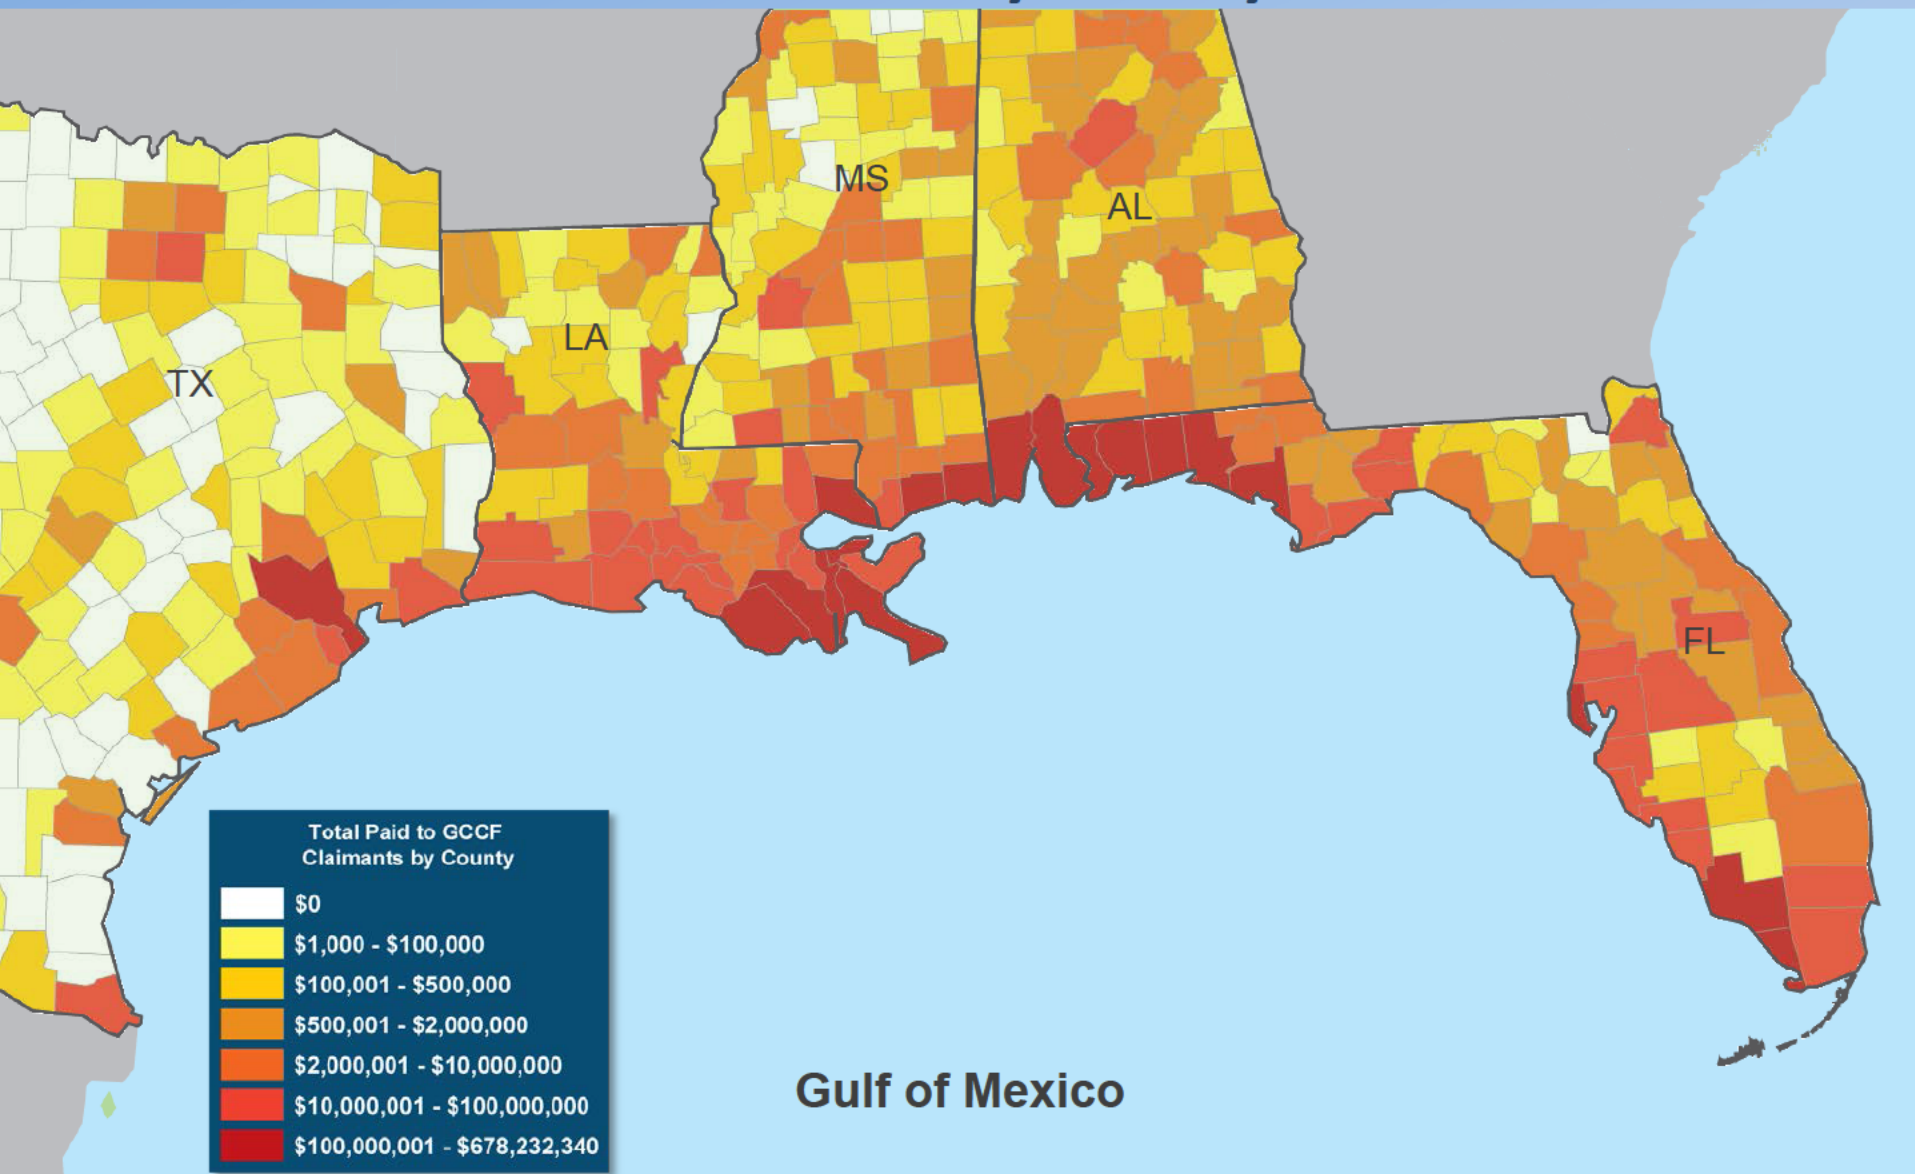 MS
AL
LA
TX
FL
Total Paid to GCCF
Claimants by County
$0
$1,000 - $100,000
$100,001 - $500,000
$500,001 - $2,000,000
$2,000,001 - $10,000,000
$10,000,001 - $100,000,000
$100,000,001 - $678,232,340
Gulf of Mexico